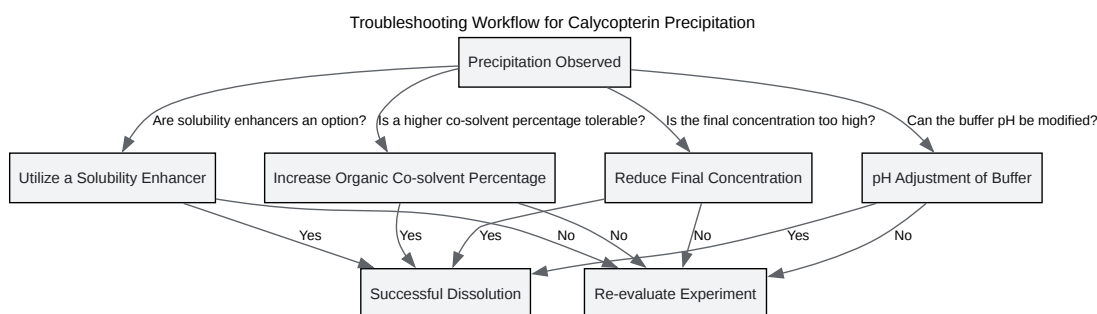 Troubleshooting Workflow for Calycopterin Precipitation
Precipitation Observed
Are solubility enhancers an option?
Is a higher co-solvent percentage tolerable?
Is the final concentration too high?
Can the buffer pH be modified?
Utilize a Solubility Enhancer
Increase Organic Co-solvent Percentage
Reduce Final Concentration
pH Adjustment of Buffer
Yes
Yes
Yes
No
No
No
Yes
No
Successful Dissolution
Re-evaluate Experiment